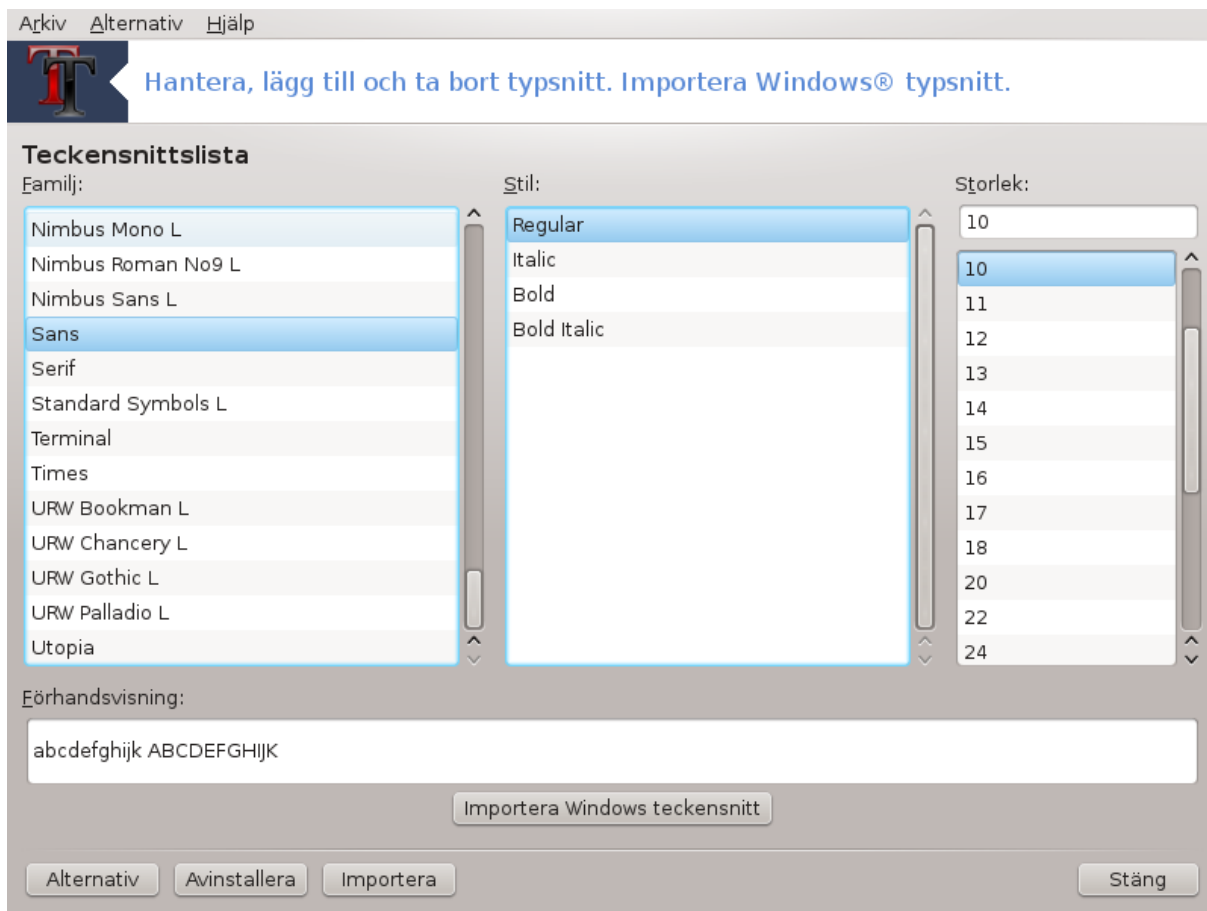 Arkiv Alternativ Hjälp
Hantera, lägg till och ta bort typsnitt. Importera Windows® typsnitt.
Teckensnittslista
Familj:
Nimbus Mono L
Nimbus Roman No9 L
Nimbus Sans L
Sans
Serif
Standard Symbols L
Terminal
Times
URW Bookman L
URW Chancery L
URW Gothic L
URW Palladio L
Utopia
Stil:
Regular
Italic
Bold
Bold Italic
Storlek:
10
10
11
12
13
14
15
16
17
18
20
22
24
Förhandsvisning:
abcdefghijk ABCDEFGHIJK
Importera Windows teckensnitt
Alternativ Avinstallera Importera Stäng